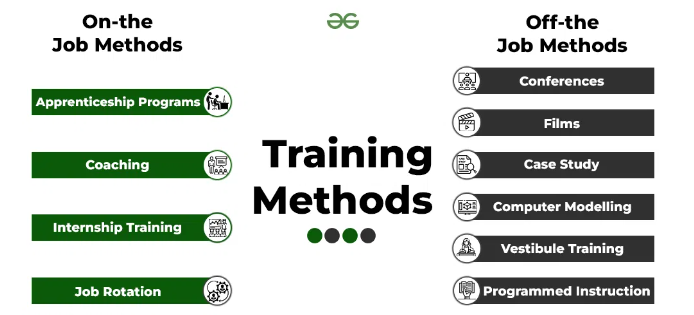 On-the
Job Methods
Apprenticeship Programs
Coaching
Internship Training
Job Rotation
Training
Methods
Off-the
Job Methods
Conferences
Films
Case Study
Computer Modelling
Vestibule Training
Programmed Instruction